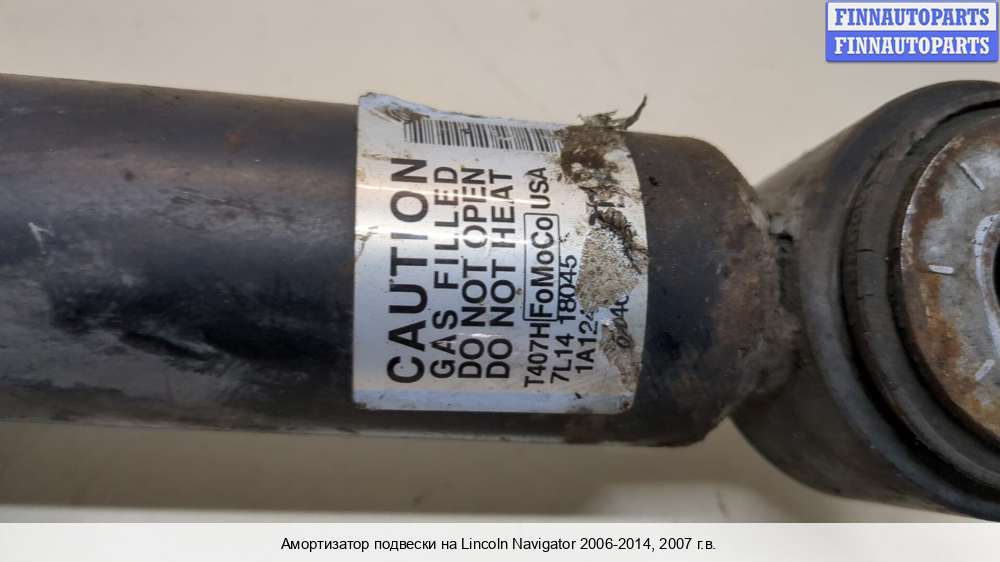 FINNAUTOPARTS
FINNAUTOPARTS
CAUTION
GAS FILLED
DO NOT OPEN
DO NOT HEAT
T407H FoMoCo USA
7L14 18045
Амортизатор подвески на Lincoln Navigator 2006-2014, 2007 г.в.